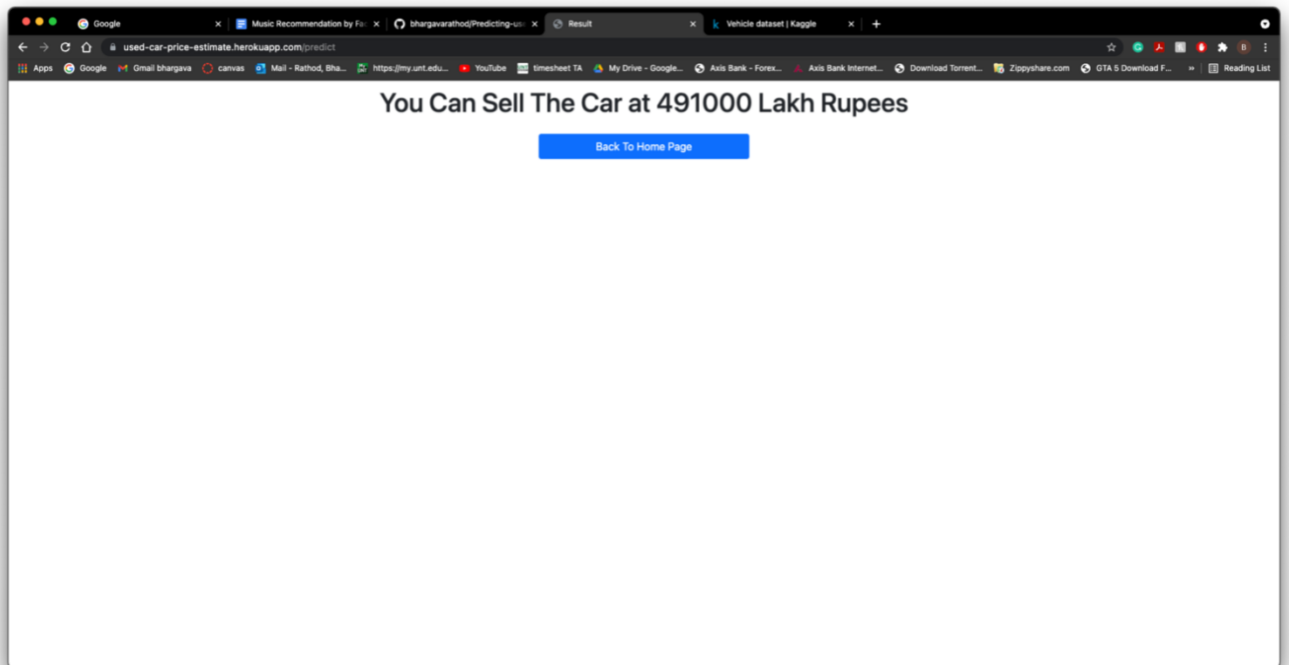 Google
Music Recommendation by Fac
bhargavarathod/Predicting-us
Result
Vehicle dataset | Kaggle
used-car-price-estimate.herokuapp.com/predict
B
Apps
Google
Gmail bhargava
canvas
Mail - Rathod, Bha...
https://my.unt.edu...
YouTube
timesheet TA
My Drive - Google...
Axis Bank - Forex...
Axis Bank Internet...
Download Torrent...
Zippyshare.com
GTA 5 Download F...
»
Reading List
You Can Sell The Car at 491000 Lakh Rupees
Back To Home Page